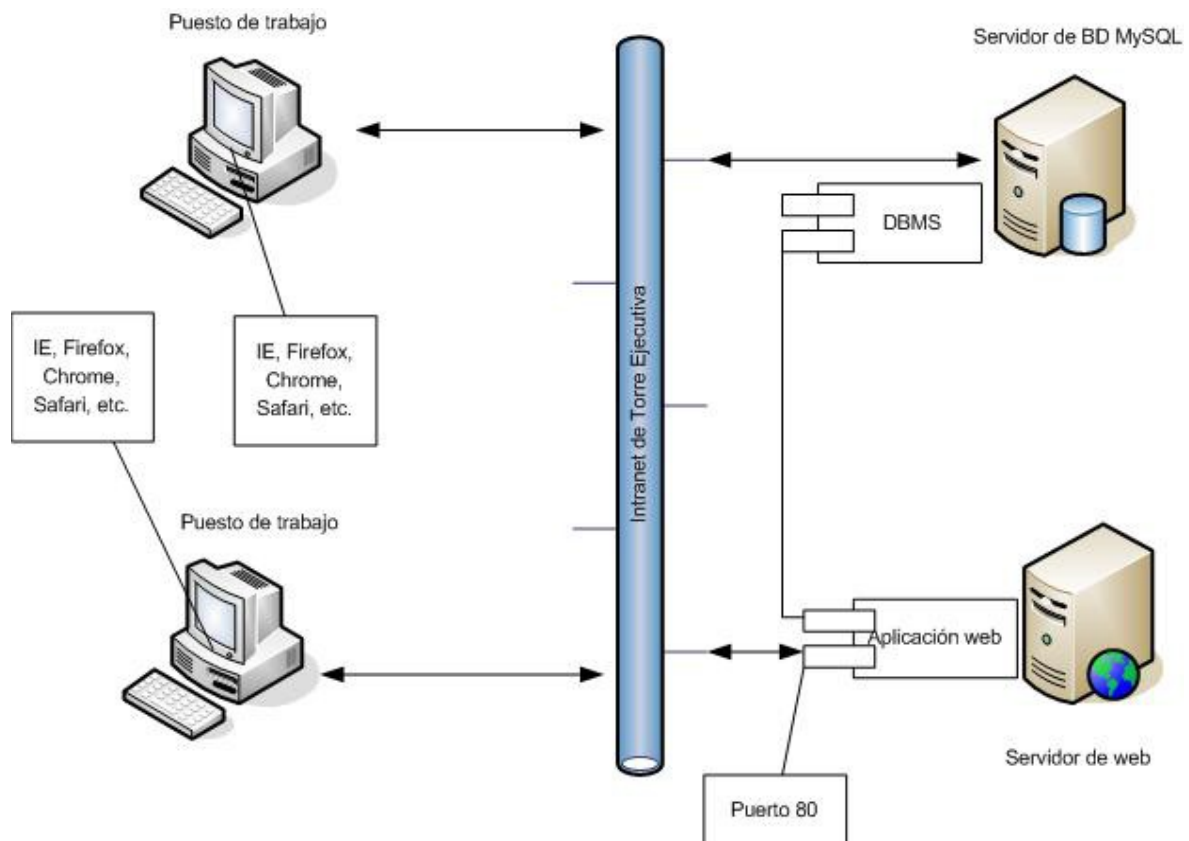 Puesto de trabajo
Servidor de BD MySQL
DBMS
IE, Firefox,
Chrome,
Safari, etc.
IE, Firefox,
Chrome,
Safari, etc.
Intranet de Torre Ejecutiva
Puesto de trabajo
Aplicación web
Servidor de web
Puerto 80